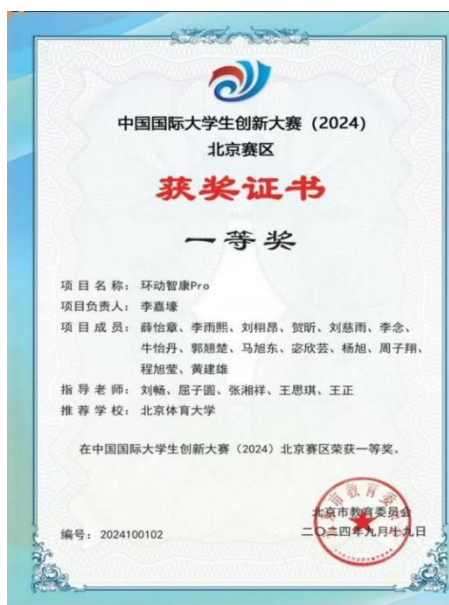 中国国际大学生创新大赛（2024）
北京赛区
获奖证书
一等奖
项目名称：环动智康Pro
项目负责人：李嘉壕
项目成员：薛怡章、李雨熙、刘栩昂、贺昕、刘慈雨、李念、
牛怡丹、郭翘楚、马旭东、宓欣芸、杨旭、周子翔、
程旭莹、黄建雄
指导老师：刘畅、屈子圆、张湘祥、王思琪、王正
推荐学校：北京体育大学
在中国国际大学生创新大赛（2024）北京赛区荣获一等奖。
北京市教育委员会
编号：2024100102
二〇二四年九月十九日